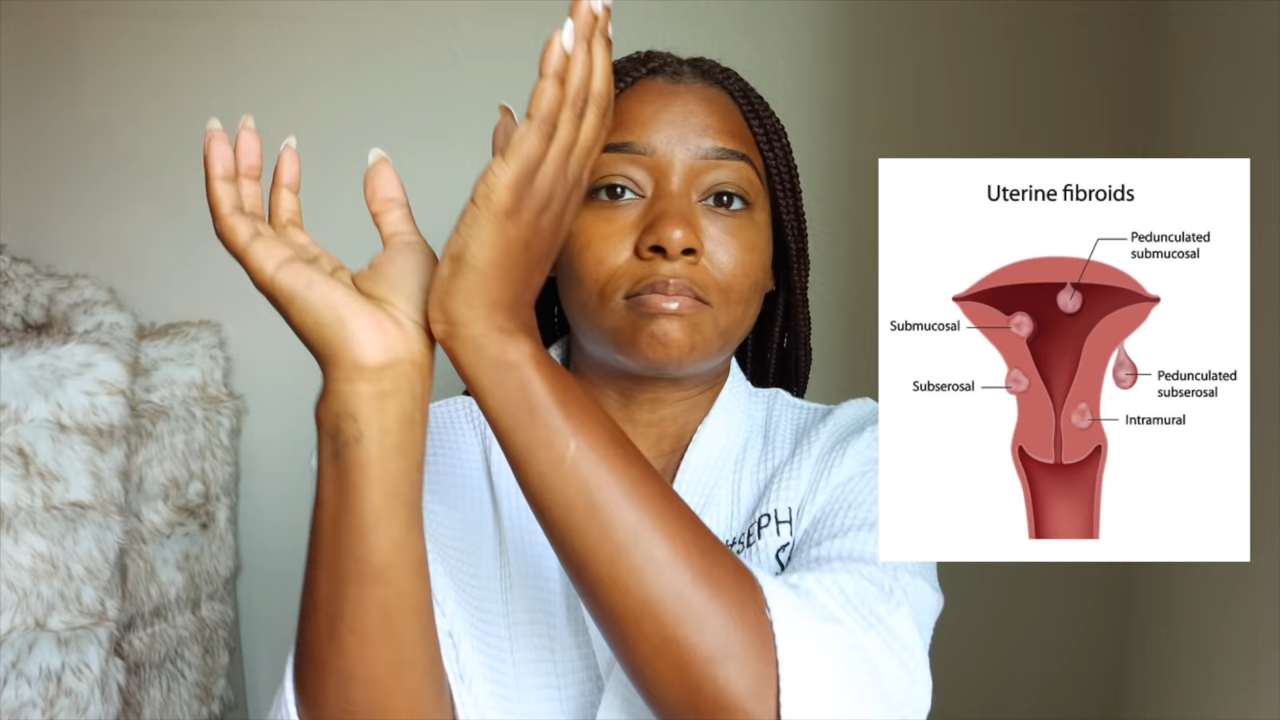 Uterine fibroids
Pedunculated
submucosal
Submucosal
Subserosal
Pedunculated
subserosal
Intramural